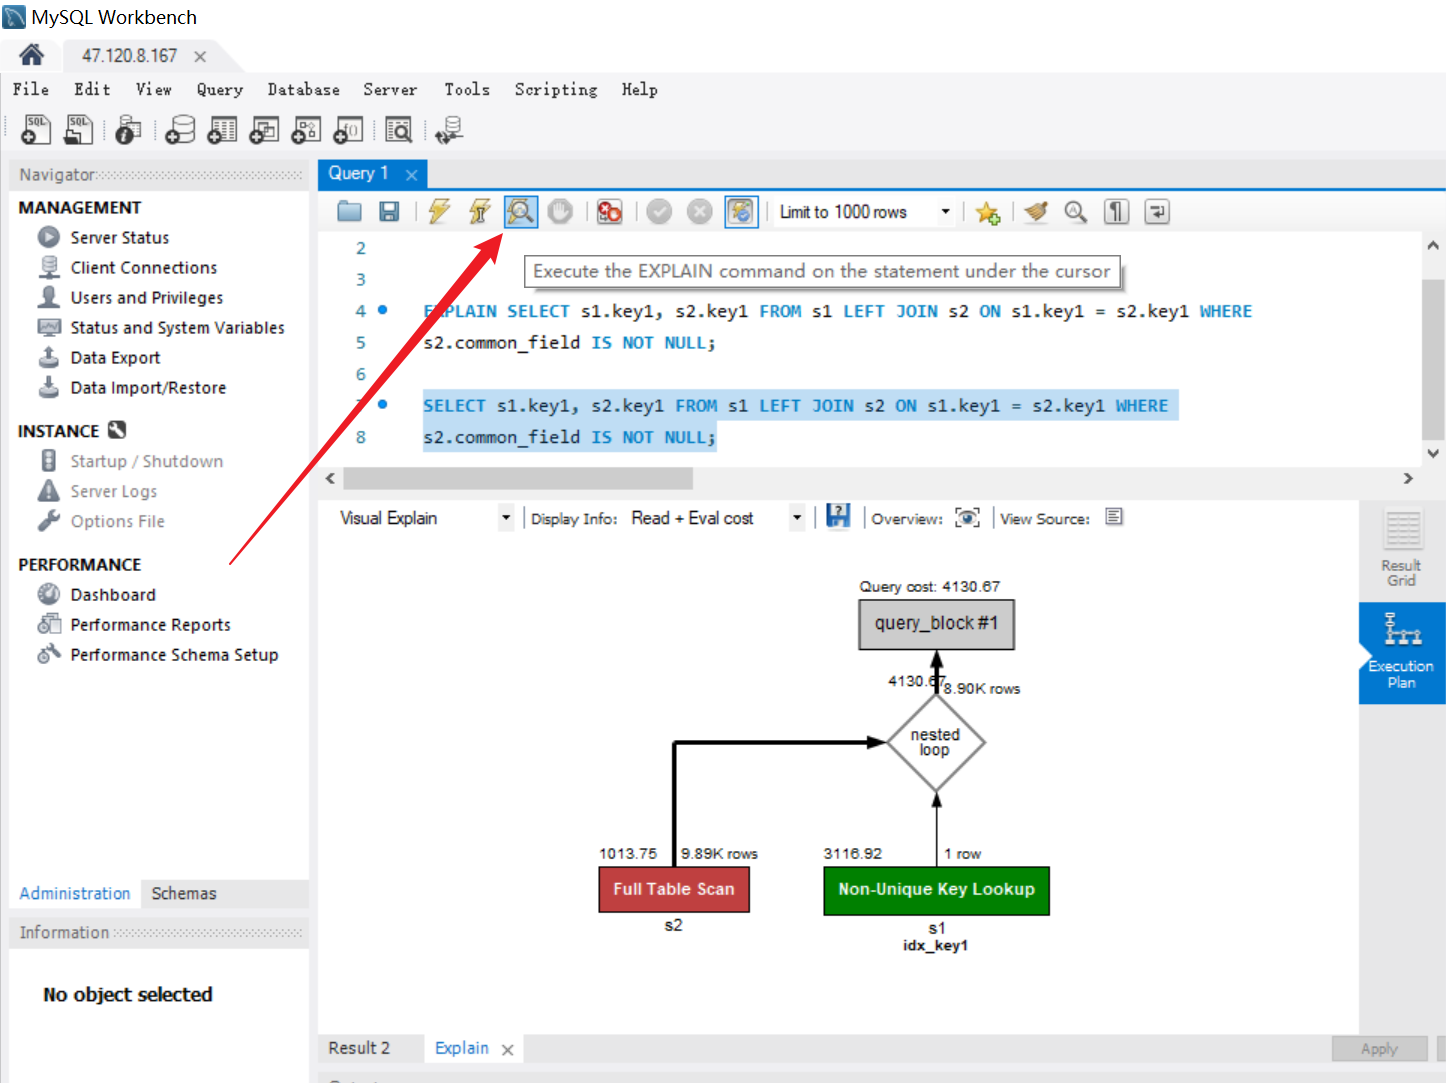 MySQL Workbench
47.120.8.167
File Edit View Query Database Server Tools Scripting Help
Navigator
MANAGEMENT
Server Status
Client Connections
Users and Privileges
Status and System Variables
Data Export
Data Import/Restore
INSTANCE
Startup / Shutdown
Server Logs
Options File
PERFORMANCE
Dashboard
Performance Reports
Performance Schema Setup
Administration Schemas
Information
No object selected
Query 1
Limit to 1000 rows
Execute the EXPLAIN command on the statement under the cursor
2
3
4 EXPLAIN SELECT s1.key1, s2.key1 FROM s1 LEFT JOIN s2 ON s1.key1 = s2.key1 WHERE
5 s2.common_field IS NOT NULL;
6
7 SELECT s1.key1, s2.key1 FROM s1 LEFT JOIN s2 ON s1.key1 = s2.key1 WHERE
8 s2.common_field IS NOT NULL;
Visual Explain Display Info: Read + Eval cost Overview: View Source:
Result
Grid
Execution
Plan
Query cost: 4130.67
query_block #1
4130.67 8.90K rows
nested
loop
1013.75 9.89K rows
Full Table Scan
s2
3116.92 1 row
Non-Unique Key Lookup
s1
idx_key1
Result 2 Explain
Apply